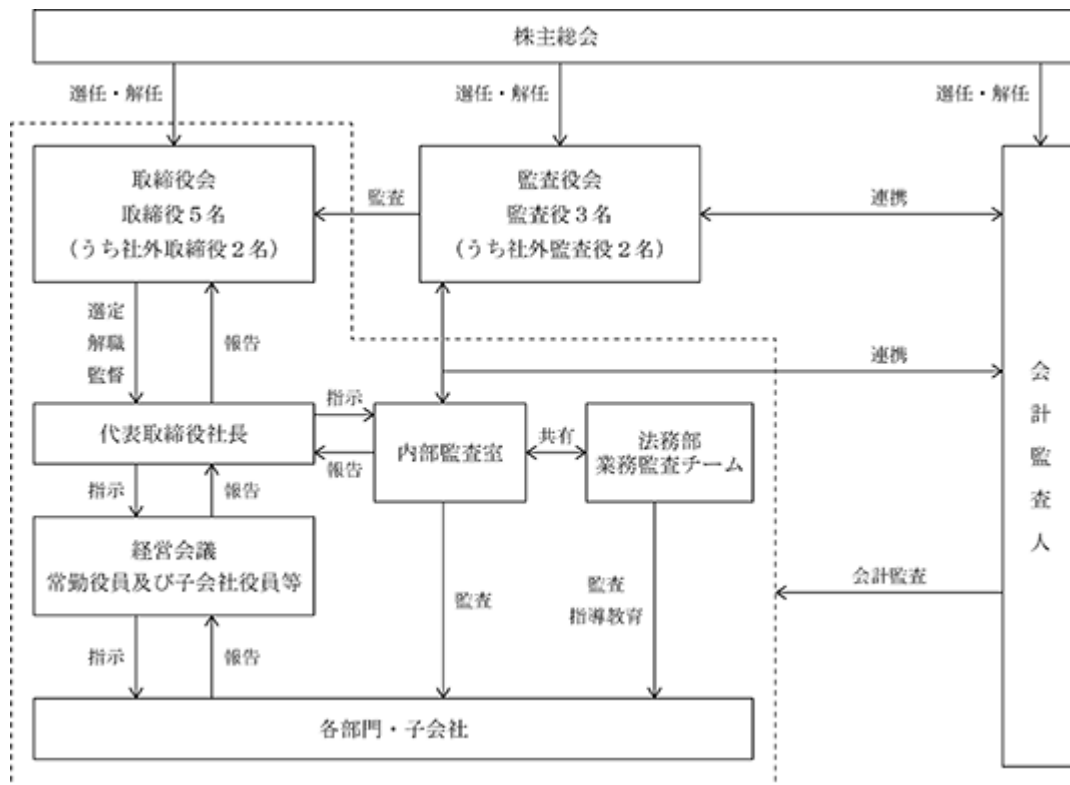 株主総会
選任・解任
選任・解任
選任・解任
取締役会
取締役5名
(うち社外取締役2名)
監査
監査役会
監査役3名
(うち社外監査役2名)
連携
選定
解職
監督
報告
連携
会計監査人
代表取締役社長
指示
報告
内部監査室
共有
法務部
業務監査チーム
指示
報告
経営会議
常勤役員及び子会社役員等
監査
監査
指導教育
会計監査
指示
報告
各部門・子会社